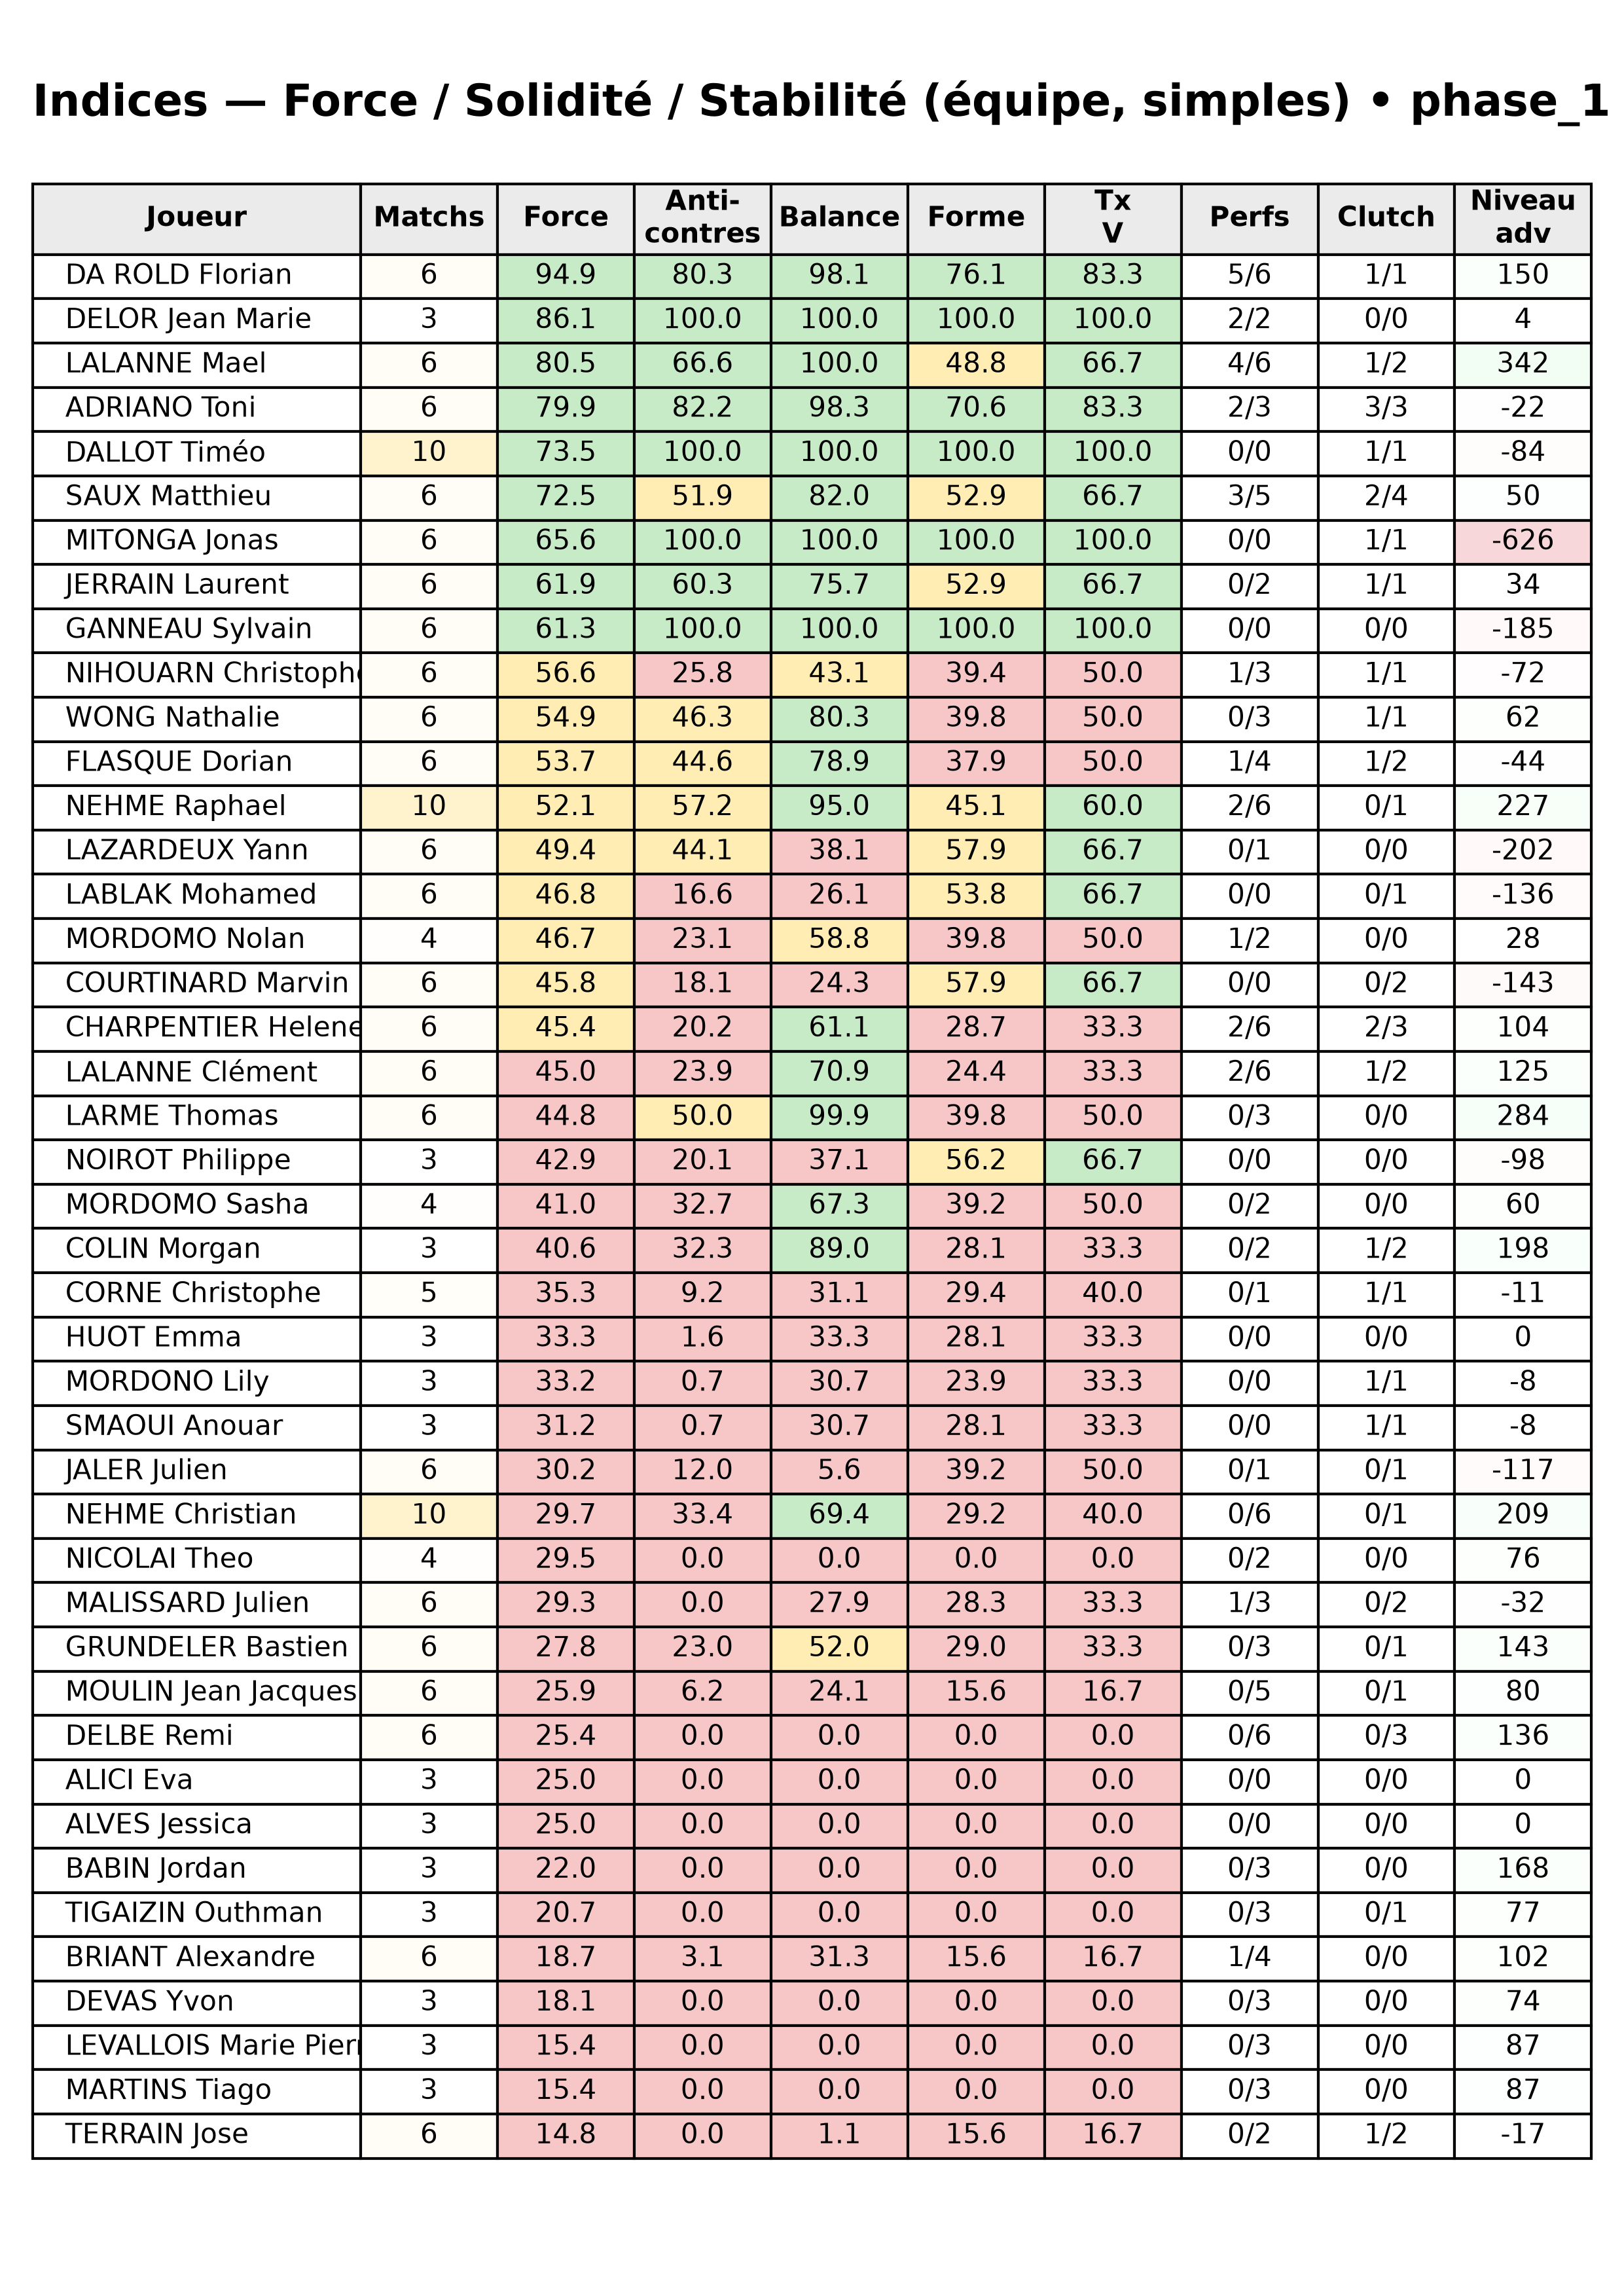 Indices — Force / Solidité / Stabilité (équipe, simples) • phase_1
Joueur Matchs Force Anti-contres Balance Forme Tx V Perfs Clutch Niveau adv
DA ROLD Florian 6 94.9 80.3 98.1 76.1 83.3 5/6 1/1 150
DELOR Jean Marie 3 86.1 100.0 100.0 100.0 100.0 2/2 0/0 4
LALANNE Mael 6 80.5 66.6 100.0 48.8 66.7 4/6 1/2 342
ADRIANO Toni 6 79.9 82.2 98.3 70.6 83.3 2/3 3/3 -22
DALLOT Timéo 10 73.5 100.0 100.0 100.0 100.0 0/0 1/1 -84
SAUX Matthieu 6 72.5 51.9 82.0 52.9 66.7 3/5 2/4 50
MITONGA Jonas 6 65.6 100.0 100.0 100.0 100.0 0/0 1/1 -626
JERRAIN Laurent 6 61.9 60.3 75.7 52.9 66.7 0/2 1/1 34
GANNEAU Sylvain 6 61.3 100.0 100.0 100.0 100.0 0/0 0/0 -185
NIHOUARN Christophe 6 56.6 25.8 43.1 39.4 50.0 1/3 1/1 -72
WONG Nathalie 6 54.9 46.3 80.3 39.8 50.0 0/3 1/1 62
FLASQUE Dorian 6 53.7 44.6 78.9 37.9 50.0 1/4 1/2 -44
NEHME Raphael 10 52.1 57.2 95.0 45.1 60.0 2/6 0/1 227
LAZARDEUX Yann 6 49.4 44.1 38.1 57.9 66.7 0/1 0/0 -202
LABLAK Mohamed 6 46.8 16.6 26.1 53.8 66.7 0/0 0/1 -136
MORDOMO Nolan 4 46.7 23.1 58.8 39.8 50.0 1/2 0/0 28
COURTINARD Marvin 6 45.8 18.1 24.3 57.9 66.7 0/0 0/2 -143
CHARPENTIER Helene 6 45.4 20.2 61.1 28.7 33.3 2/6 2/3 104
LALANNE Clément 6 45.0 23.9 70.9 24.4 33.3 2/6 1/2 125
LARME Thomas 6 44.8 50.0 99.9 39.8 50.0 0/3 0/0 284
NOIROT Philippe 3 42.9 20.1 37.1 56.2 66.7 0/0 0/0 -98
MORDOMO Sasha 4 41.0 32.7 67.3 39.2 50.0 0/2 0/0 60
COLIN Morgan 3 40.6 32.3 89.0 28.1 33.3 0/2 1/2 198
CORNE Christophe 5 35.3 9.2 31.1 29.4 40.0 0/1 1/1 -11
HUOT Emma 3 33.3 1.6 33.3 28.1 33.3 0/0 0/0 0
MORDONO Lily 3 33.2 0.7 30.7 23.9 33.3 0/0 1/1 -8
SMAOUI Anouar 3 31.2 0.7 30.7 28.1 33.3 0/0 1/1 -8
JALER Julien 6 30.2 12.0 5.6 39.2 50.0 0/1 0/1 -117
NEHME Christian 10 29.7 33.4 69.4 29.2 40.0 0/6 0/1 209
NICOLAI Theo 4 29.5 0.0 0.0 0.0 0.0 0/2 0/0 76
MALISSARD Julien 6 29.3 0.0 27.9 28.3 33.3 1/3 0/2 -32
GRUNDELER Bastien 6 27.8 23.0 52.0 29.0 33.3 0/3 0/1 143
MOULIN Jean Jacques 6 25.9 6.2 24.1 15.6 16.7 0/5 0/1 80
DELBE Remi 6 25.4 0.0 0.0 0.0 0.0 0/6 0/3 136
ALICI Eva 3 25.0 0.0 0.0 0.0 0.0 0/0 0/0 0
ALVES Jessica 3 25.0 0.0 0.0 0.0 0.0 0/0 0/0 0
BABIN Jordan 3 22.0 0.0 0.0 0.0 0.0 0/3 0/0 168
TIGAIZIN Outhman 3 20.7 0.0 0.0 0.0 0.0 0/3 0/1 77
BRIANT Alexandre 6 18.7 3.1 31.3 15.6 16.7 1/4 0/0 102
DEVAS Yvon 3 18.1 0.0 0.0 0.0 0.0 0/3 0/0 74
LEVALLOIS Marie Pierr 3 15.4 0.0 0.0 0.0 0.0 0/3 0/0 87
MARTINS Tiago 3 15.4 0.0 0.0 0.0 0.0 0/3 0/0 87
TERRAIN Jose 6 14.8 0.0 1.1 15.6 16.7 0/2 1/2 -17